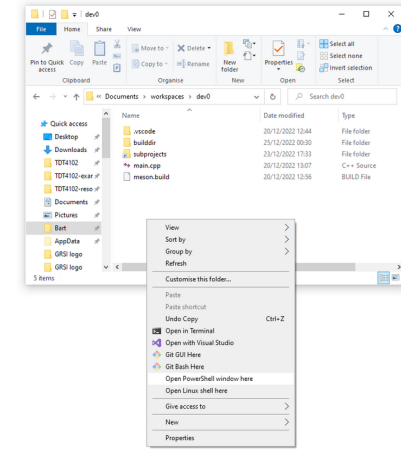 dev0
File
Home
Share
View
Pin to Quick access
Copy
Paste
Move to
Copy to
Delete
Rename
New folder
Properties
Select all
Select none
Invert selection
Clipboard
Organise
New
Open
Select
« Documents › workspaces › dev0
Search dev0
Name
Date modified
Type
Quick access
Desktop
Downloads
TDT4102
TDT4102-exar
TDT4102-reso
Documents
Pictures
Bart
AppData
GRSI logo
GRSI logo
.vscode 20/12/2022 12:44 File folder
builddir 25/12/2022 00:30 File folder
subprojects 23/12/2022 17:33 File folder
main.cpp 20/12/2022 13:07 C++ Source
meson.build 20/12/2022 12:56 BUILD File
5 items
View
Sort by
Group by
Refresh
Customise this folder...
Paste
Paste shortcut
Undo Copy Ctrl+Z
Open in Terminal
Open with Visual Studio
Git GUI Here
Git Bash Here
Open PowerShell window here
Open Linux shell here
Give access to
New
Properties